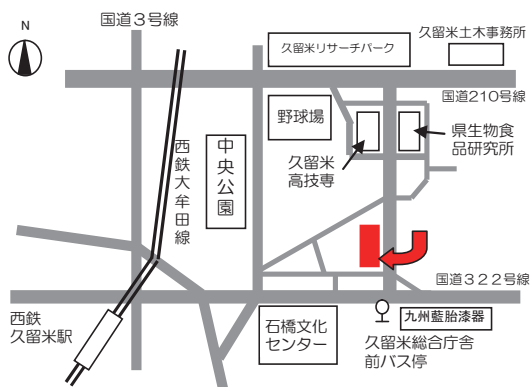 国道3号線
N
久留米リサーチパーク
久留米土木事務所
国道210号線
野球場
中央公園
西鉄大牟田線
久留米
高技専
県生物食
品研究所
国道322号線
西鉄
久留米駅
石橋文化
センター
九州藍胎漆器
久留米総合庁舎
前バス停